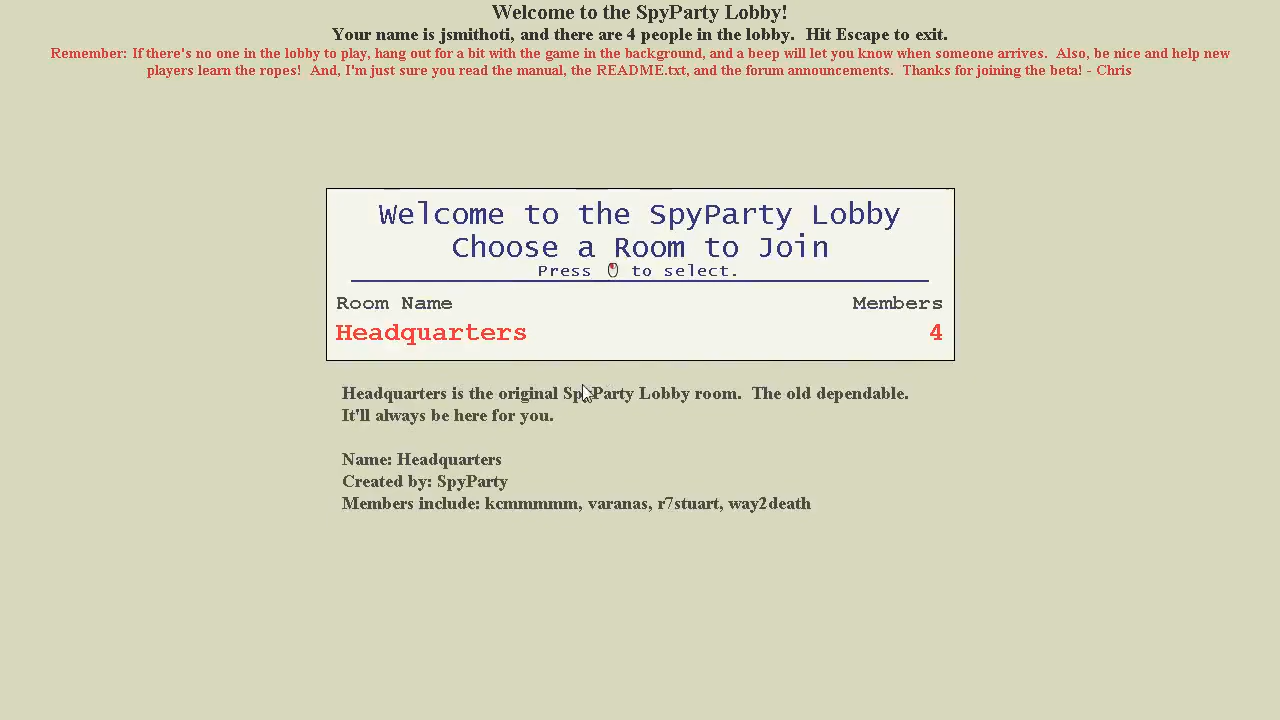 Welcome to the SpyParty Lobby!
Your name is jsmithoti, and there are 4 people in the lobby.  Hit Escape to exit.
Remember: If there's no one in the lobby to play, hang out for a bit with the game in the background, and a beep will let you know when someone arrives.  Also, be nice and help new
players learn the ropes!  And, I'm just sure you read the manual, the README.txt, and the forum announcements.  Thanks for joining the beta! - Chris
Welcome to the SpyParty Lobby
Choose a Room to Join
Press to select.
Room Name Members
Headquarters 4
Headquarters is the original SpyParty Lobby room.  The old dependable.
It'll always be here for you.
Name: Headquarters
Created by: SpyParty
Members include: kcmmmmm, varanas, r7stuart, way2death